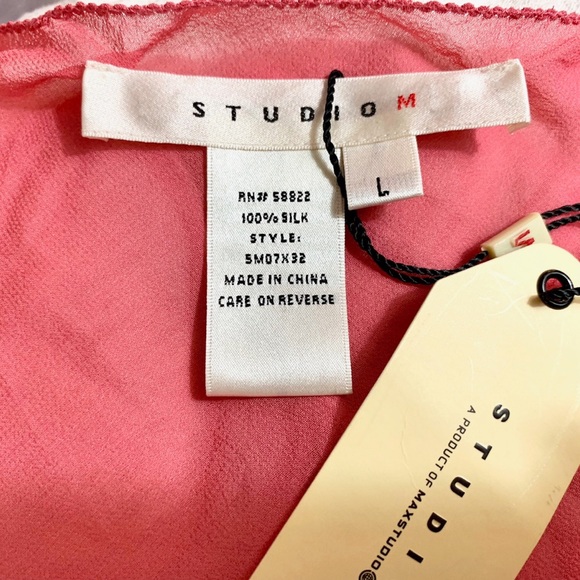 STUDIO M
L
RN# 58822
100% SILK
STYLE:
5M07X32
MADE IN CHINA
CARE ON REVERSE
M
STUDI
A PRODUCT OF MAXSTUDIO